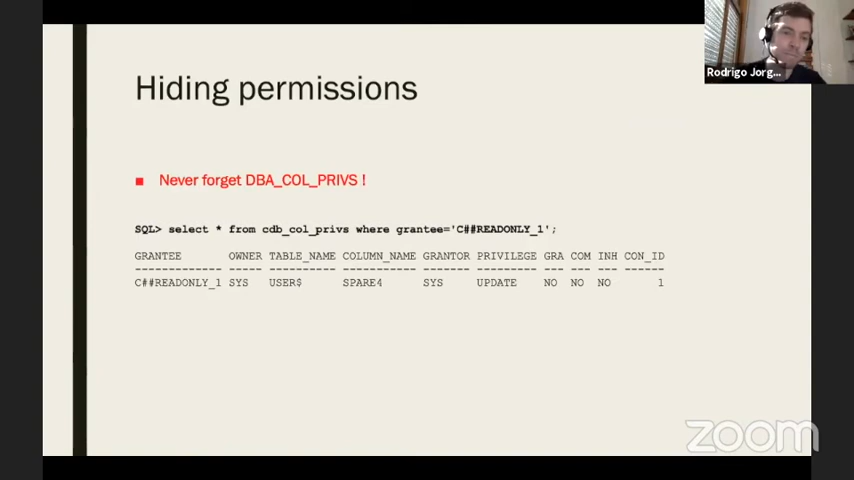 Hiding permissions
Rodrigo Jorg...
■ Never forget DBA_COL_PRIVS !
SQL> select * from cdb_col_privs where grantee='C##READONLY_1';
GRANTEE OWNER TABLE_NAME COLUMN_NAME GRANTOR PRIVILEGE GRA COM INH CON_ID
------------- ----- ---------- ----------- ------- --------- --- --- --- ------
C##READONLY_1 SYS USER$ SPARE4 SYS UPDATE NO NO NO 1
zoom